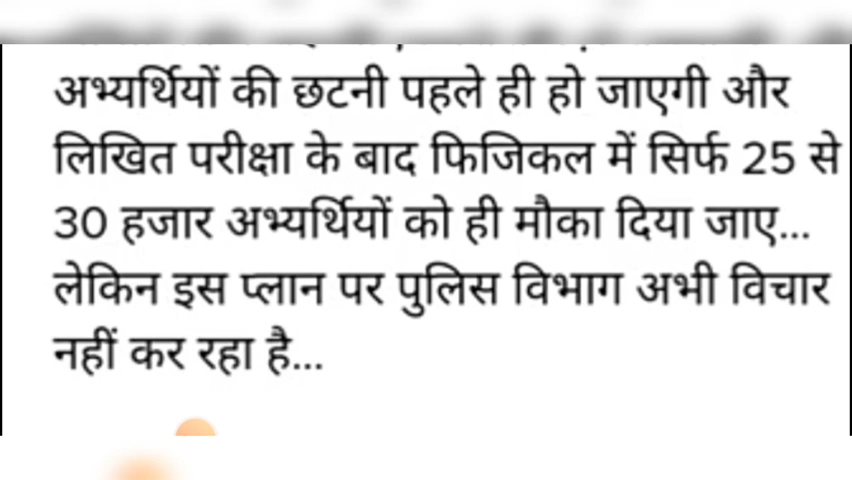 अभ्यर्थियों की छटनी पहले ही हो जाएगी और
लिखित परीक्षा के बाद फिजिकल में सिर्फ 25 से
30 हजार अभ्यर्थियों को ही मौका दिया जाए...
लेकिन इस प्लान पर पुलिस विभाग अभी विचार
नहीं कर रहा है...